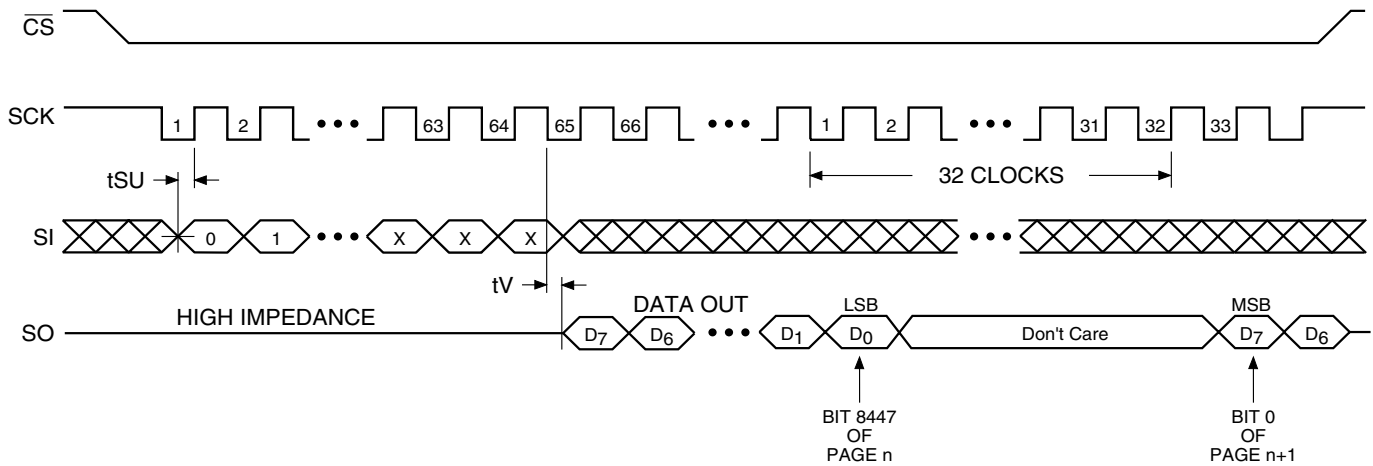 CS
SCK
1 2 63 64 65 66 1 2 31 32 33
tSU
32 CLOCKS
SI
0 1 X X X
tV
HIGH IMPEDANCE
DATA OUT
LSB
MSB
SO
D7 D6 D1 D0 Don't Care D7 D6
BIT 8447
OF
PAGE n
BIT 0
OF
PAGE n+1